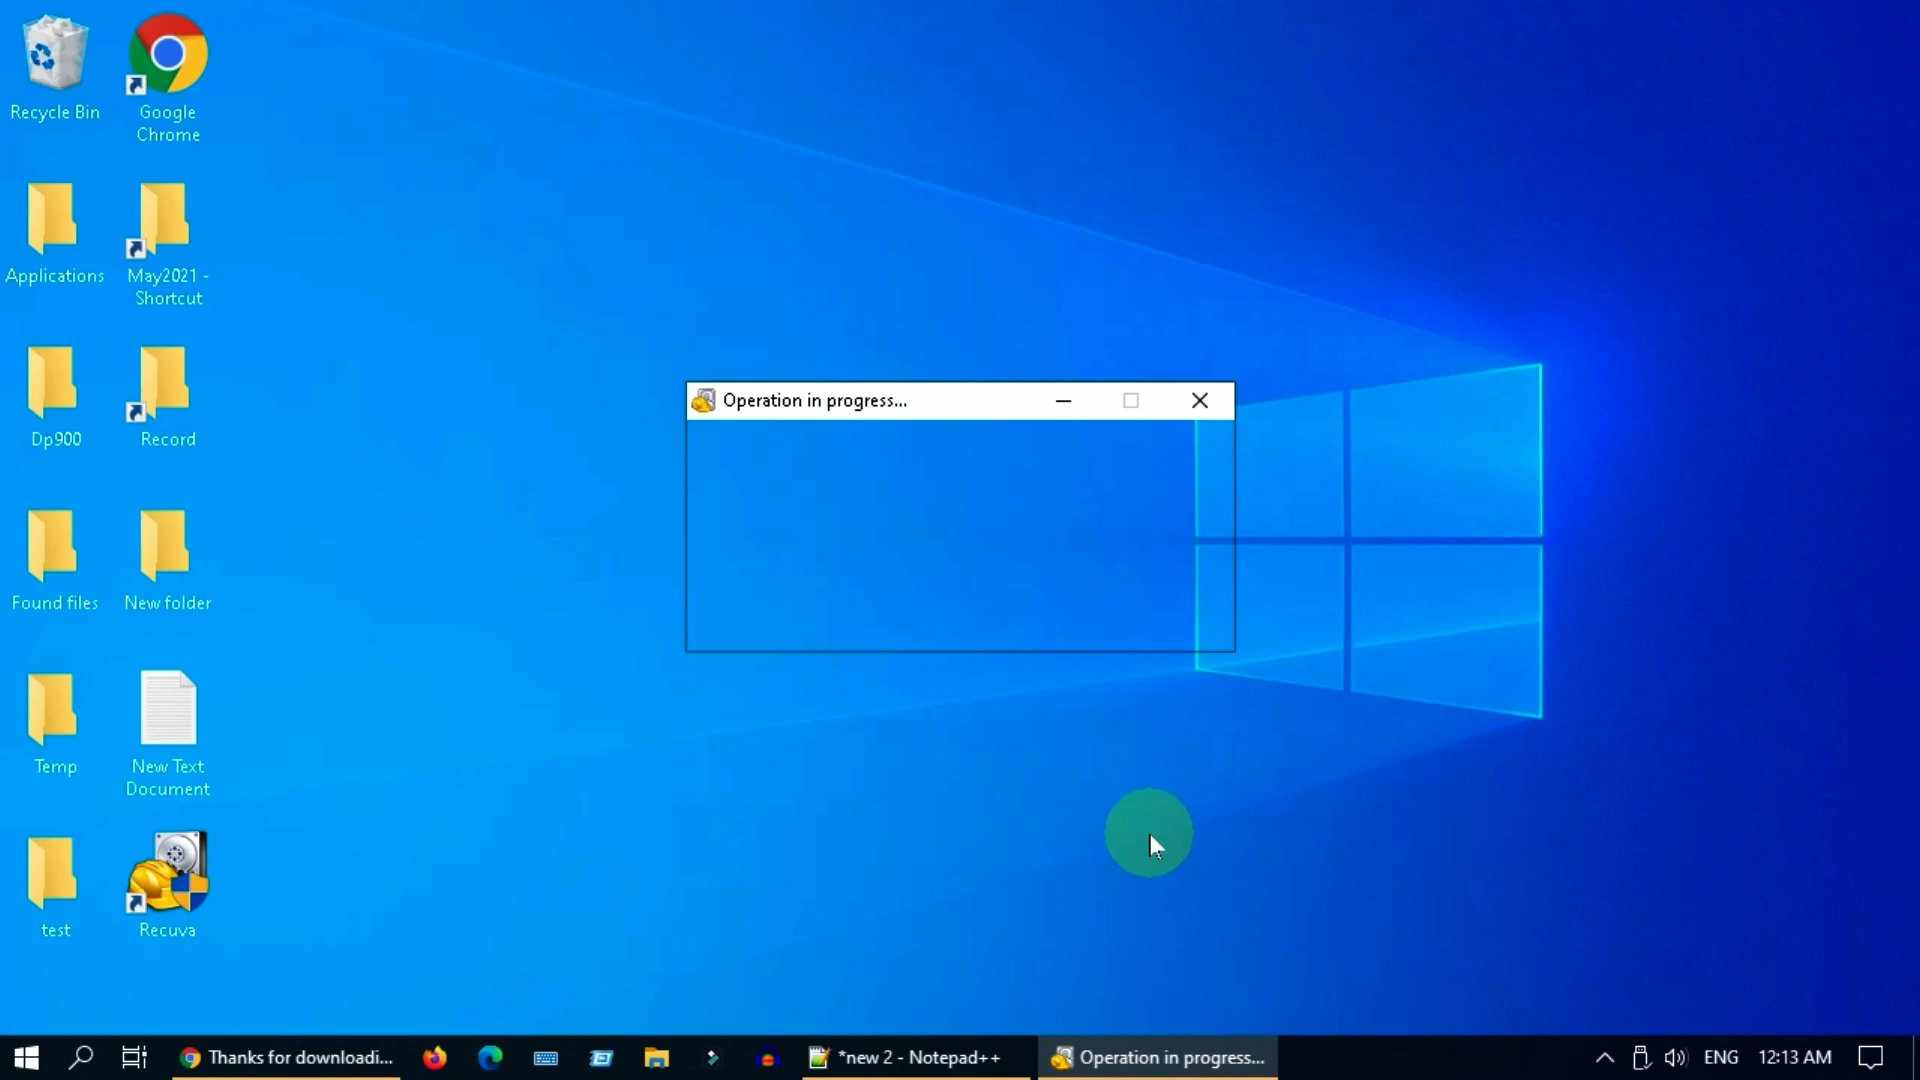 Recycle Bin
Google
Chrome
Applications
May2021 -
Shortcut
Dp900
Record
Found files
New folder
Temp
New Text
Document
test
Recuva
Operation in progress...
Thanks for downloadi...
*new 2 - Notepad++
Operation in progress...
ENG
12:13 AM